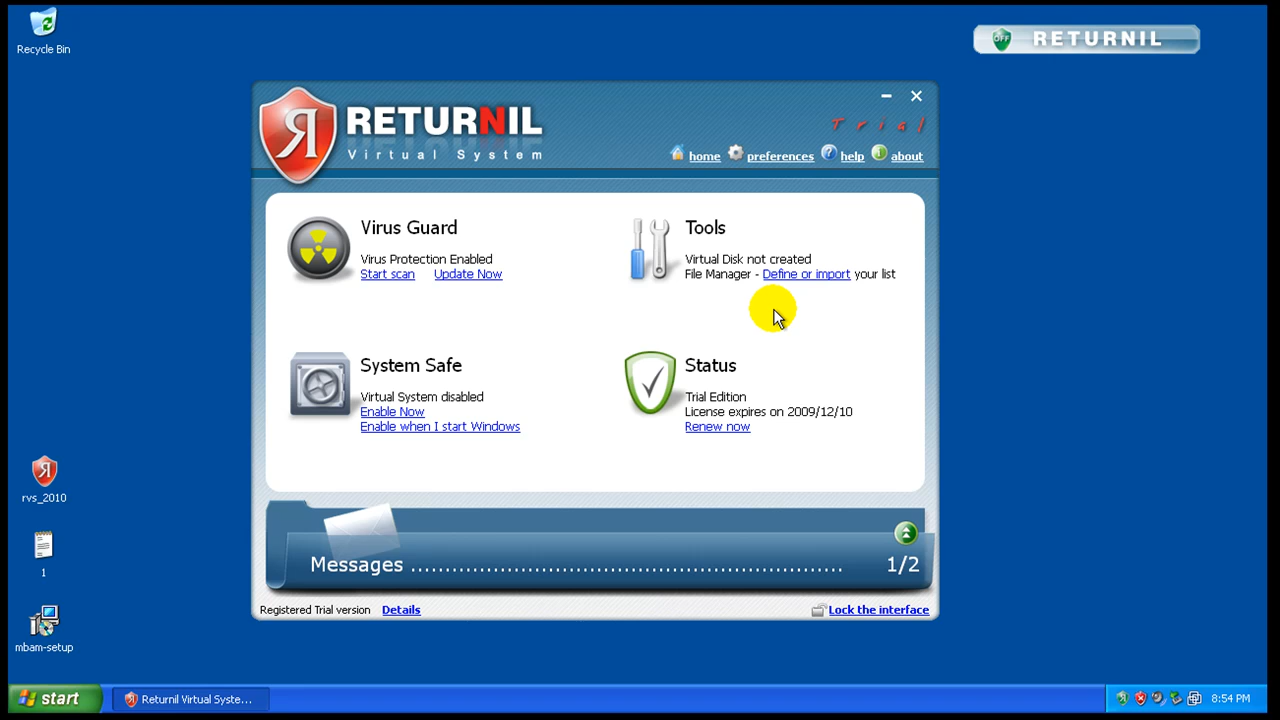 Recycle Bin
OFF RETURNIL
RETURNIL
Virtual System
Trial
home preferences help about
Virus Guard
Virus Protection Enabled
Start scan Update Now
Tools
Virtual Disk not created
File Manager - Define or import your list
System Safe
Virtual System disabled
Enable Now
Enable when I start Windows
Status
Trial Edition
License expires on 2009/12/10
Renew now
Messages ................................................................ 1/2
Registered Trial version Details
Lock the interface
rvs_2010
1
mbam-setup
start
Returnil Virtual Syste...
8:54 PM